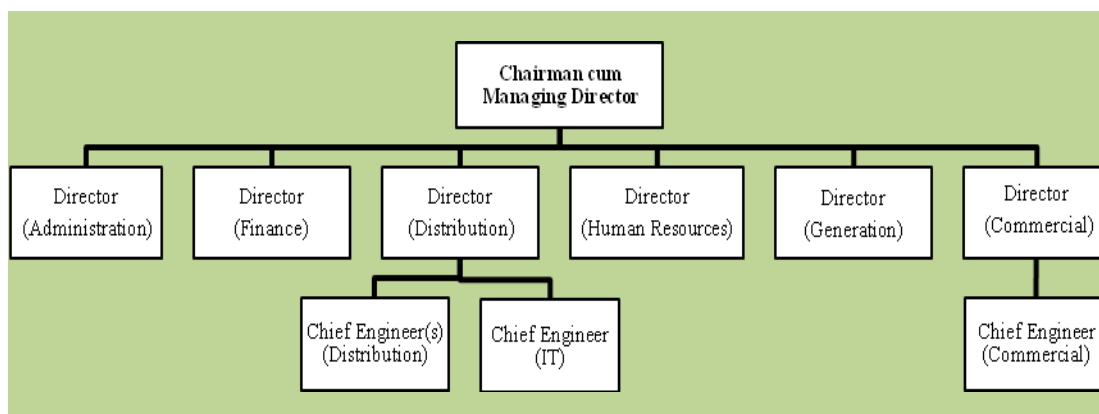 Chairman cum
Managing Director
Director
(Administration)
Director
(Finance)
Director
(Distribution)
Director
(Human Resources)
Director
(Generation)
Director
(Commercial)
Chief Engineer(s)
(Distribution)
Chief Engineer
(IT)
Chief Engineer
(Commercial)